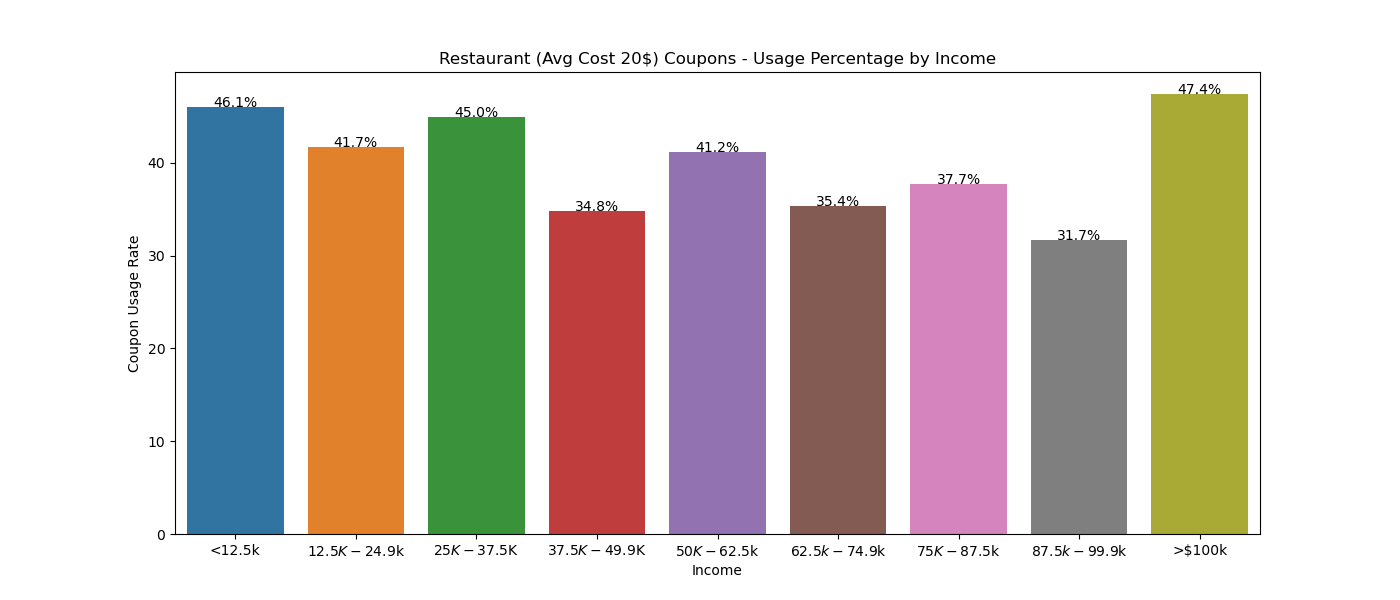 Restaurant (Avg Cost 20$) Coupons - Usage Percentage by Income
46.1%
41.7%
45.0%
34.8%
41.2%
35.4%
37.7%
31.7%
47.4%
Coupon Usage Rate
40
30
20
10
0
<12.5k
12.5K − 24.9k
25K − 37.5K
37.5K − 49.9K
50K − 62.5k
62.5k − 74.9k
75K − 87.5k
87.5k − 99.9k
>$100k
Income